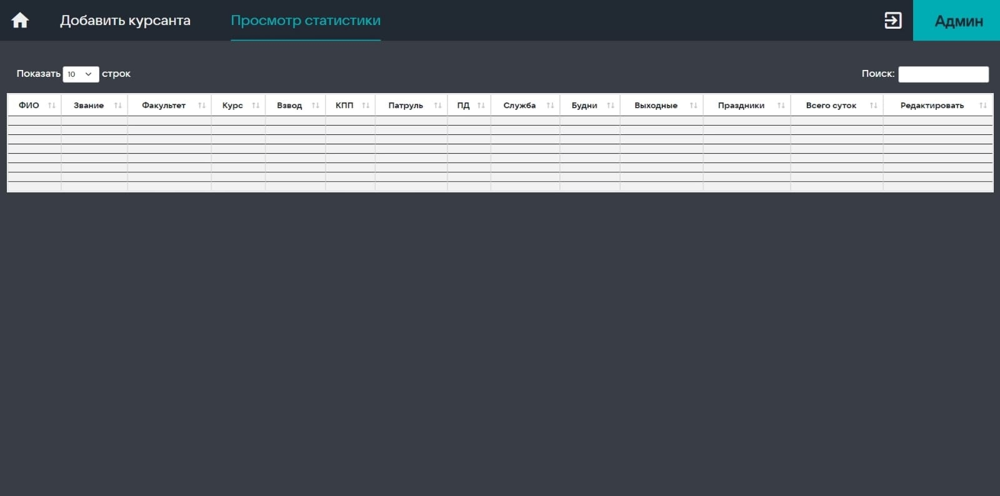 Добавить курсанта Просмотр статистики Админ
Показать 10 строк Поиск:
ФИО Звание Факультет Курс Взвод КПП Патруль ПД Служба Будни Выходные Праздники Всего суток Редактировать